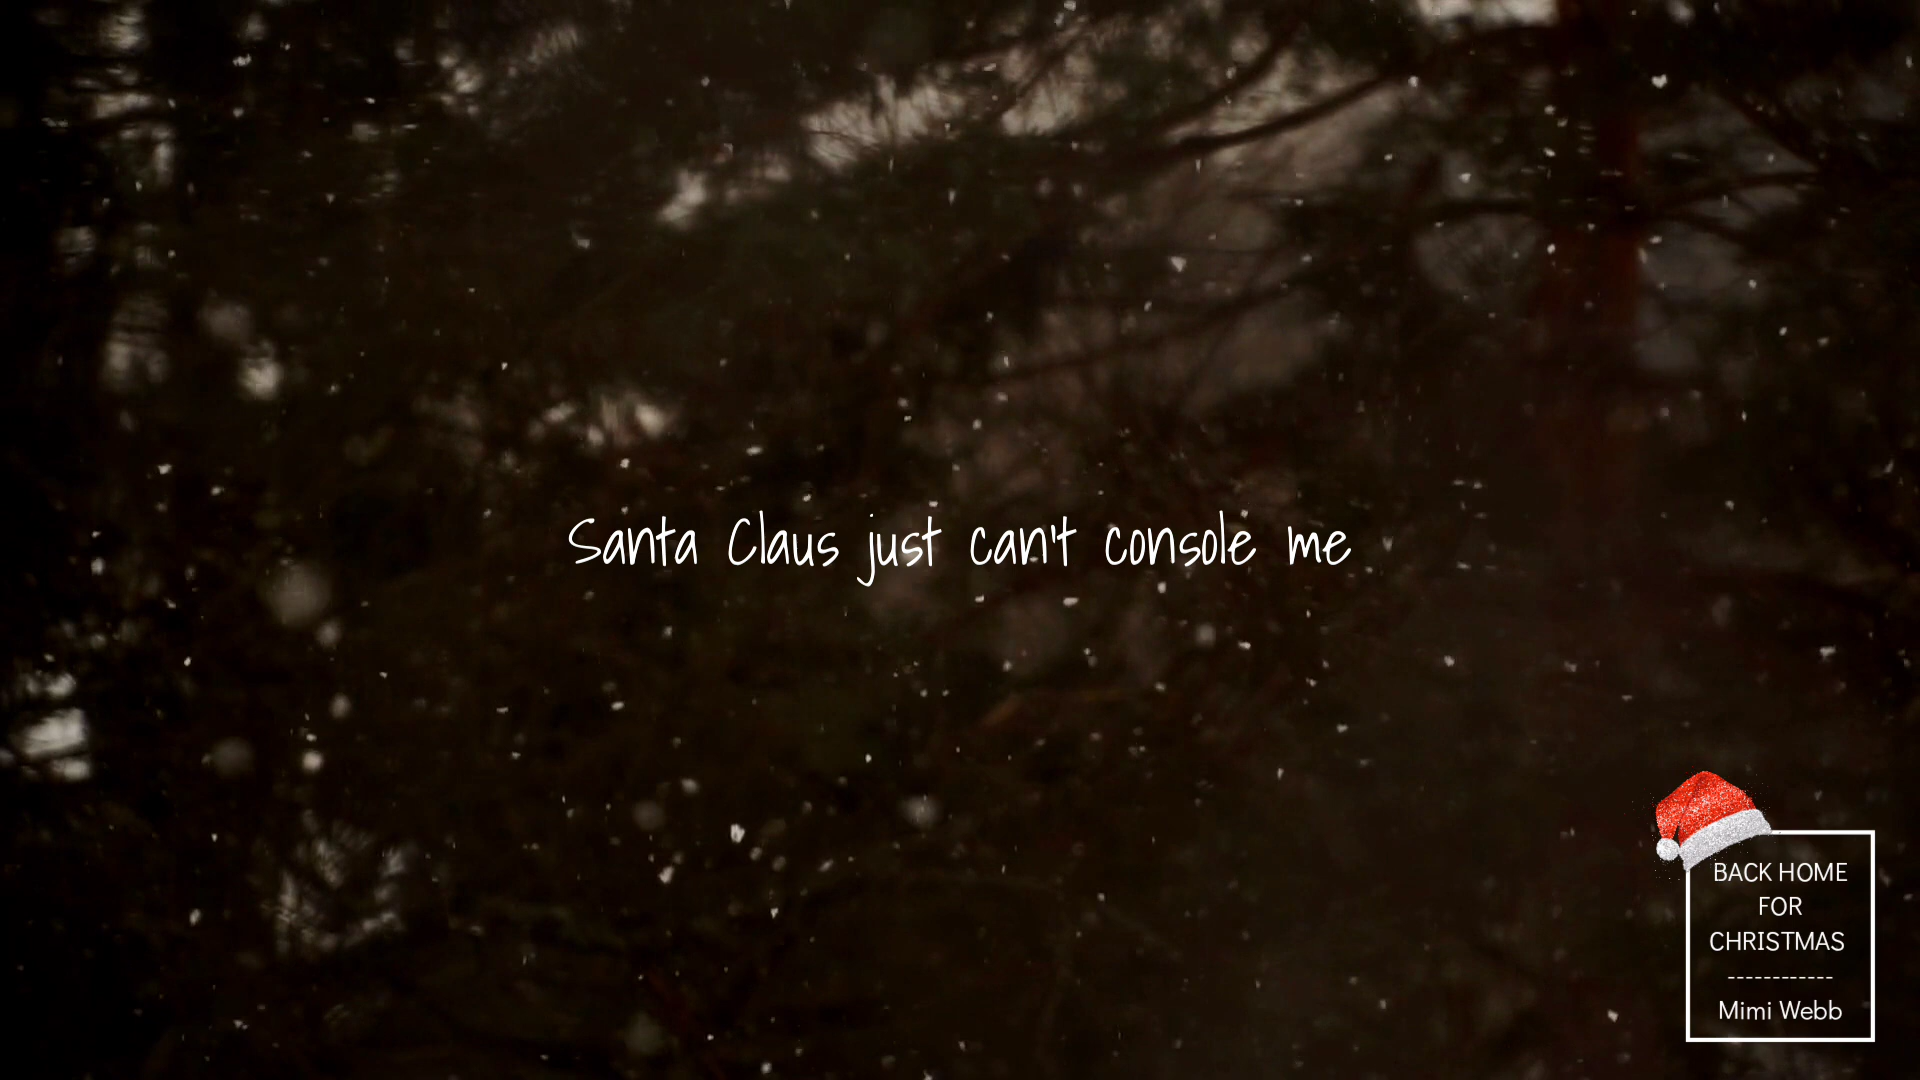 Santa Claus just can't console me
BACK HOME
FOR
CHRISTMAS
------------
Mimi Webb